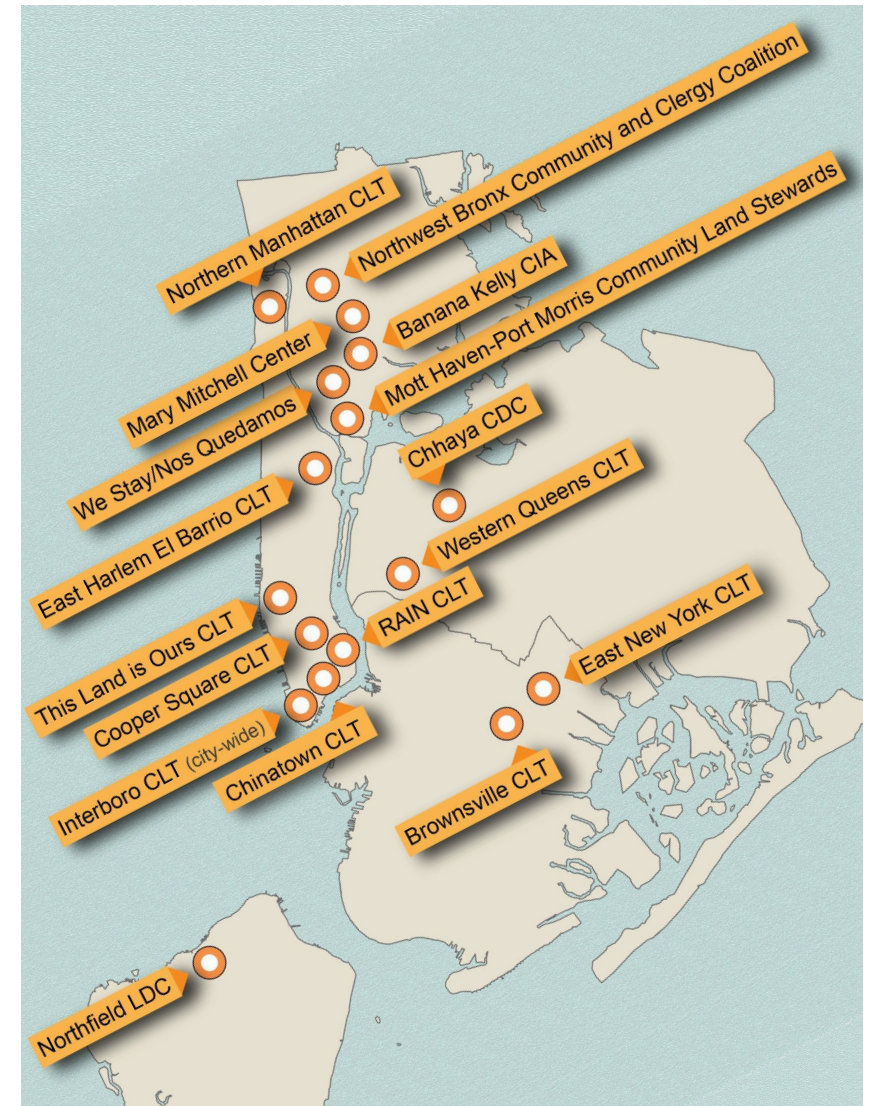 Northwest Bronx Community and Clergy Coalition
Northern Manhattan CLT
Mott Haven-Port Morris Community Land Stewards
Banana Kelly CIA
Mary Mitchell Center
We Stay/Nos Quedamos
Chhaya CDC
East Harlem El Barrio CLT
Western Queens CLT
This Land is Ours CLT
RAIN CLT
Cooper Square CLT
East New York CLT
Interboro CLT (city-wide)
Chinatown CLT
Brownsville CLT
Northfield LDC